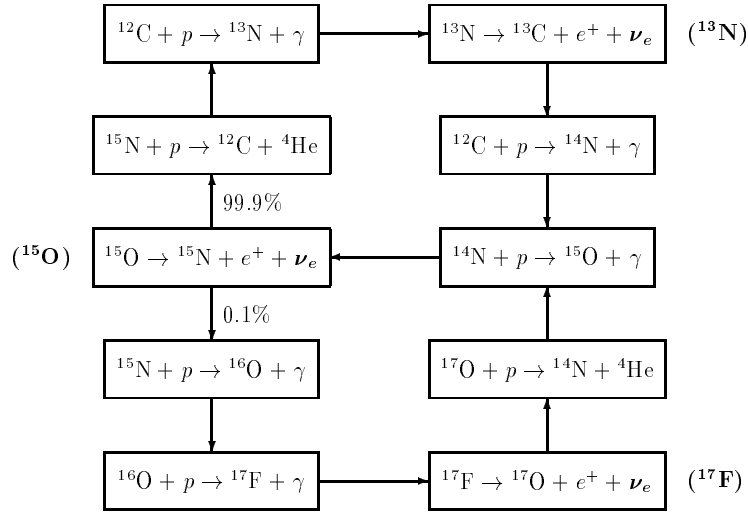 ¹²C + p → ¹³N + γ
¹³N → ¹³C + e⁺ + νₑ
(¹³N)
¹⁵N + p → ¹²C + ⁴He
¹²C + p → ¹⁴N + γ
99.9%
(¹⁵O)
¹⁵O → ¹⁵N + e⁺ + νₑ
¹⁴N + p → ¹⁵O + γ
0.1%
¹⁵N + p → ¹⁶O + γ
¹⁷O + p → ¹⁴N + ⁴He
¹⁶O + p → ¹⁷F + γ
¹⁷F → ¹⁷O + e⁺ + νₑ
(¹⁷F)